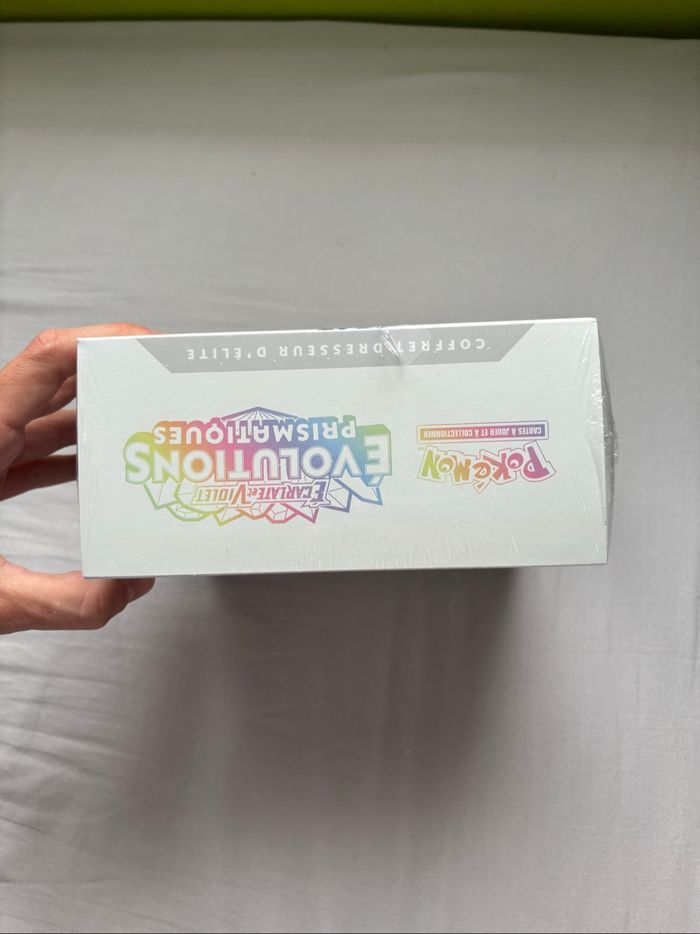 POKÉMON
CARTES À JOUER ET À COLLECTIONNER
ÉCARLATE et VIOLET
ÉVOLUTIONS
PRISMATIQUES
COFFRET DRESSEUR D'ÉLITE